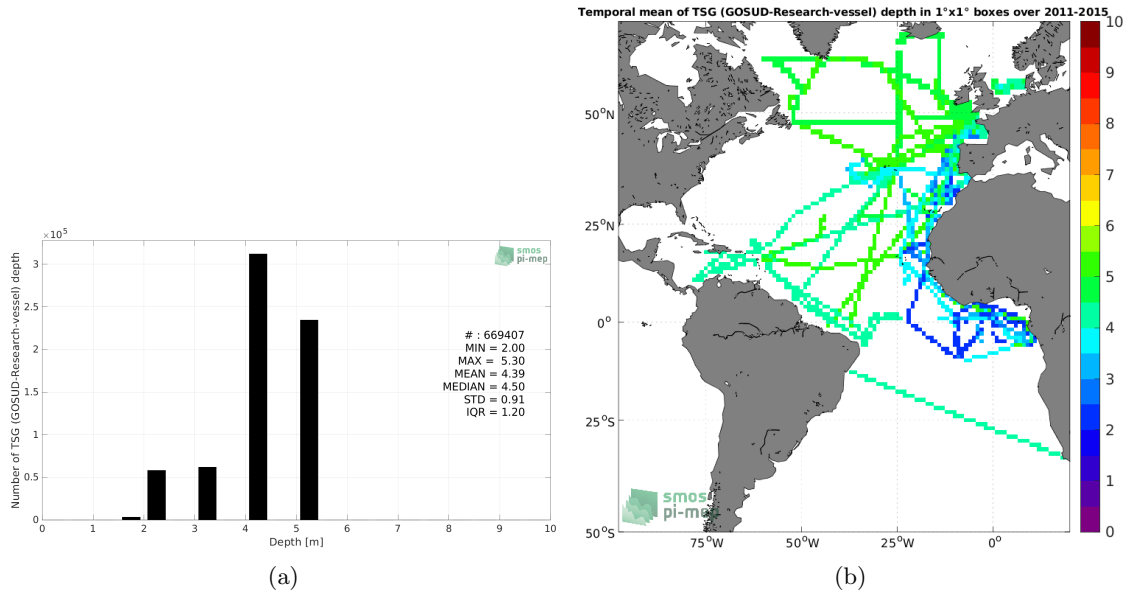 ×10⁵
3
2.5
2
1.5
1
0.5
0
0 1 2 3 4 5 6 7 8 9 10
Number of TSG (GOSUD-Research-vessel) depth
Depth [m]
smos
pi-mep
# : 669407
MIN = 2.00
MAX = 5.30
MEAN = 4.39
MEDIAN = 4.50
STD = 0.91
IQR = 1.20
(a)
Temporal mean of TSG (GOSUD-Research-vessel) depth in 1°x1° boxes over 2011-2015
50°N
25°N
0°
25°S
50°S
75°W 50°W 25°W 0°
smos
pi-mep
10
9
8
7
6
5
4
3
2
1
0
(b)